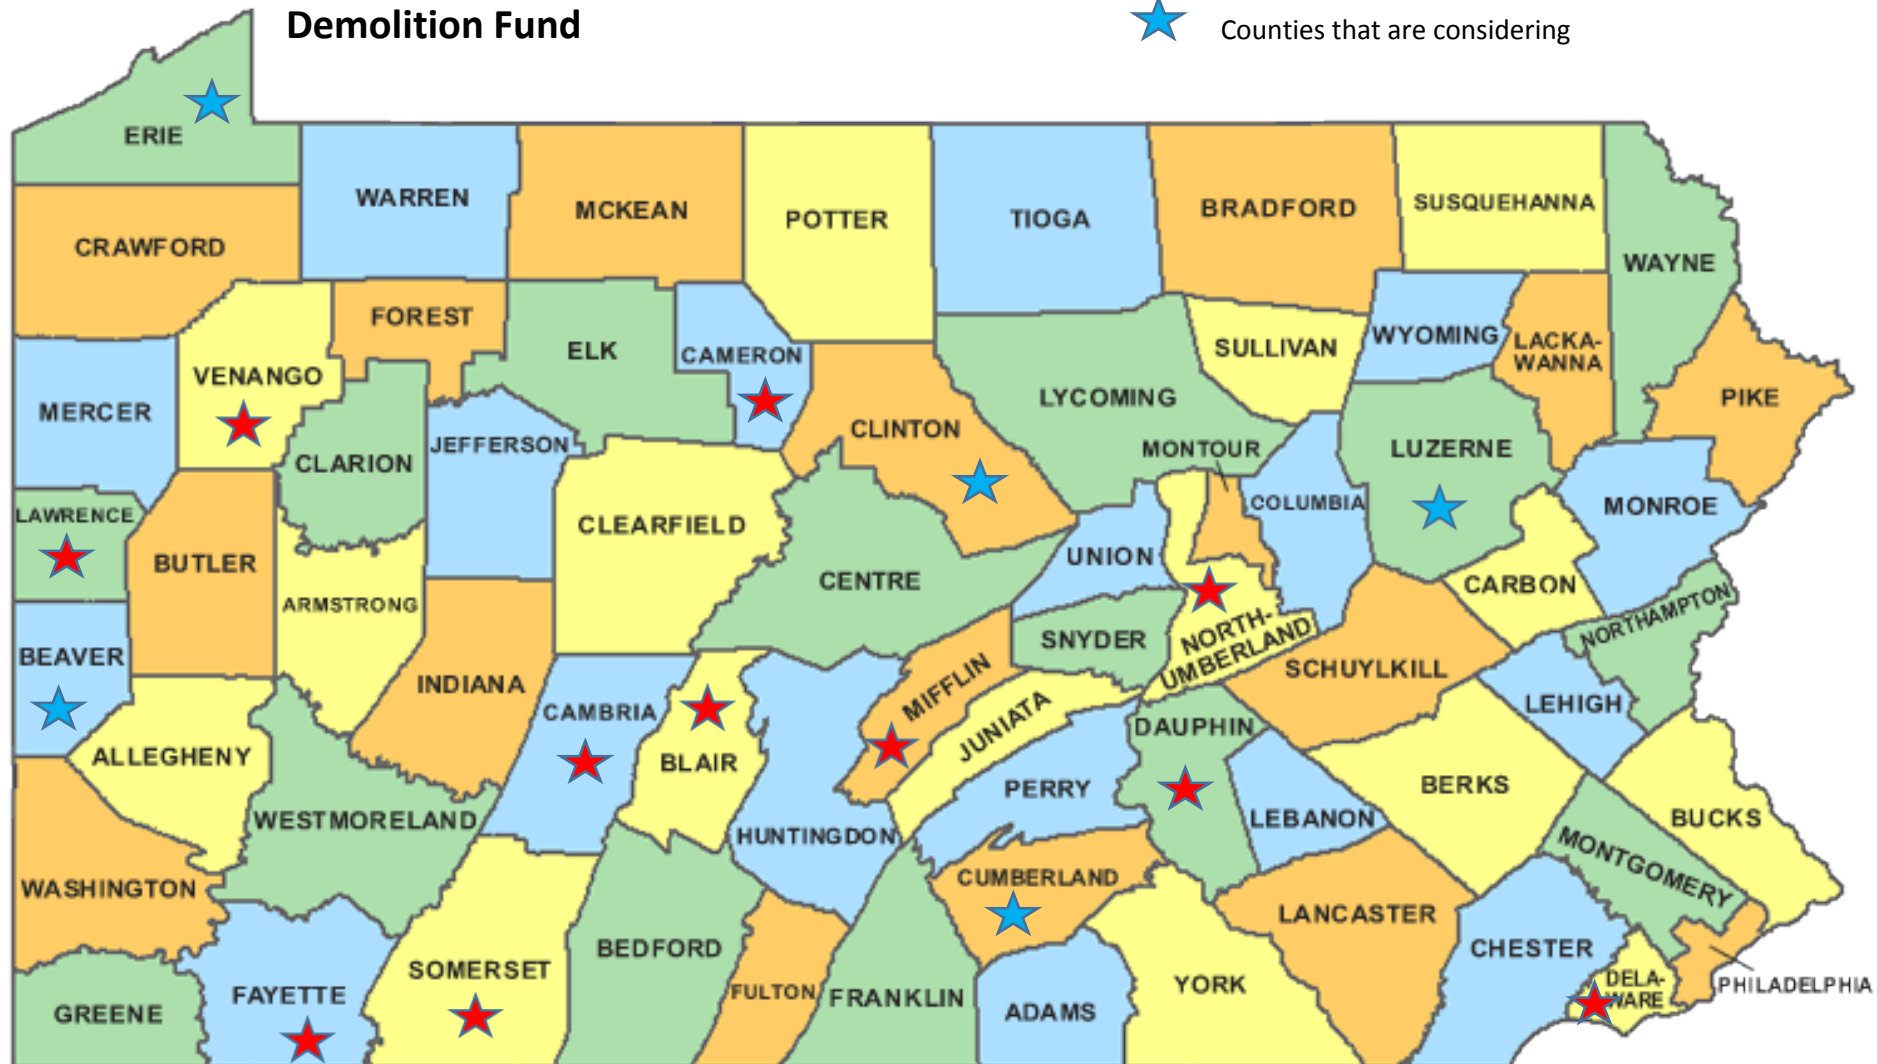 Demolition Fund
Counties that are considering
ERIE
WARREN
MCKEAN
POTTER
TIOGA
BRADFORD
SUSQUEHANNA
WAYNE
CRAWFORD
FOREST
ELK
CAMERON
VENANGO
MERCER
CLARION
JEFFERSON
CLINTON
LYCOMING
SULLIVAN
WYOMING
LACKA-
WANNA
PIKE
MONTOUR
COLUMBIA
LUZERNE
MONROE
LAWRENCE
BUTLER
ARMSTRONG
CLEARFIELD
CENTRE
UNION
CARBON
NORTHAMPTON
BEAVER
INDIANA
SNYDER
NORTH-
UMBERLAND
SCHUYLKILL
LEHIGH
ALLEGHENY
CAMBRIA
BLAIR
MIFFLIN
JUNIATA
DAUPHIN
PERRY
BERKS
BUCKS
WESTMORELAND
HUNTINGDON
LEBANON
MONTGOMERY
WASHINGTON
CUMBERLAND
LANCASTER
CHESTER
BEDFORD
SOMERSET
FULTON
FRANKLIN
ADAMS
YORK
DELA-
WARE
PHILADELPHIA
GREENE
FAYETTE